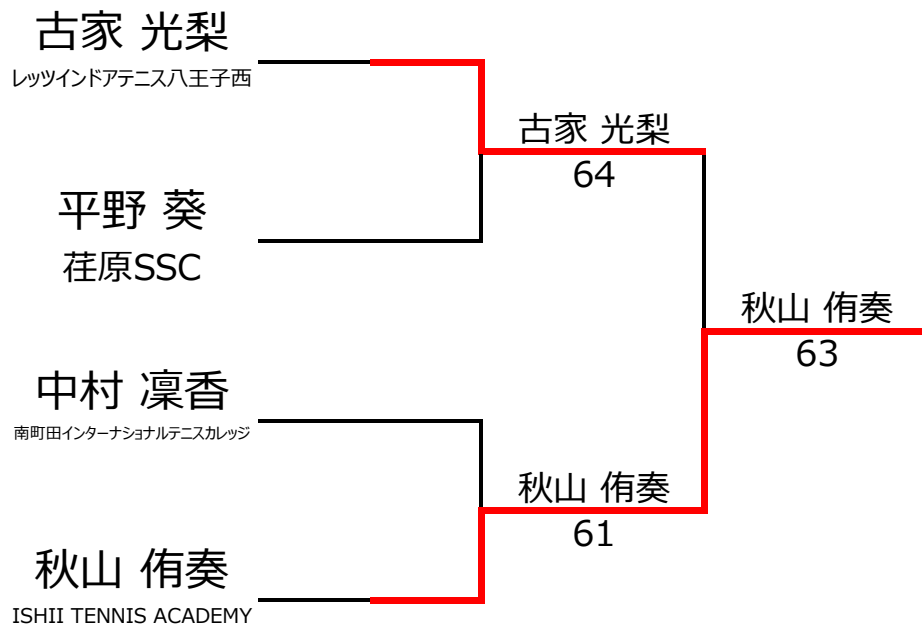 古家 光梨
レッツインドアテニス八王子西
古家 光梨
64
平野 葵
荏原SSC
秋山 侑奏
63
中村 凜香
南町田インターナショナルテニスカレッジ
秋山 侑奏
61
秋山 侑奏
ISHII TENNIS ACADEMY